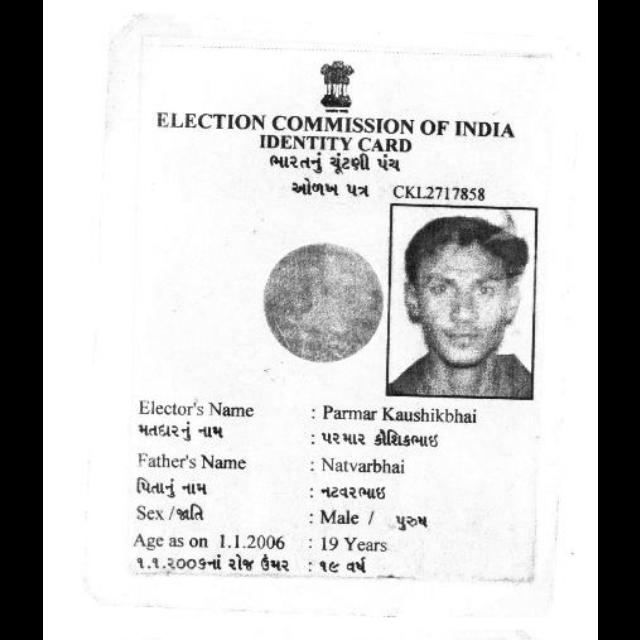 ELECTION COMMISSION OF INDIA
IDENTITY CARD
ભારતનું ચૂંટણી પંચ
ઓળખ પત્ર CKL2717858
Elector's Name : Parmar Kaushikbhai
મતદારનું નામ : પરમાર કૌશિકભાઇ
Father's Name : Natvarbhai
પિતાનું નામ : નટવરભાઇ
Sex / જાતિ : Male / પુરુષ
Age as on 1.1.2006 : 19 Years
૧.૧.૨૦૦૬નાં રોજ ઉંમર : ૧૯ વર્ષ